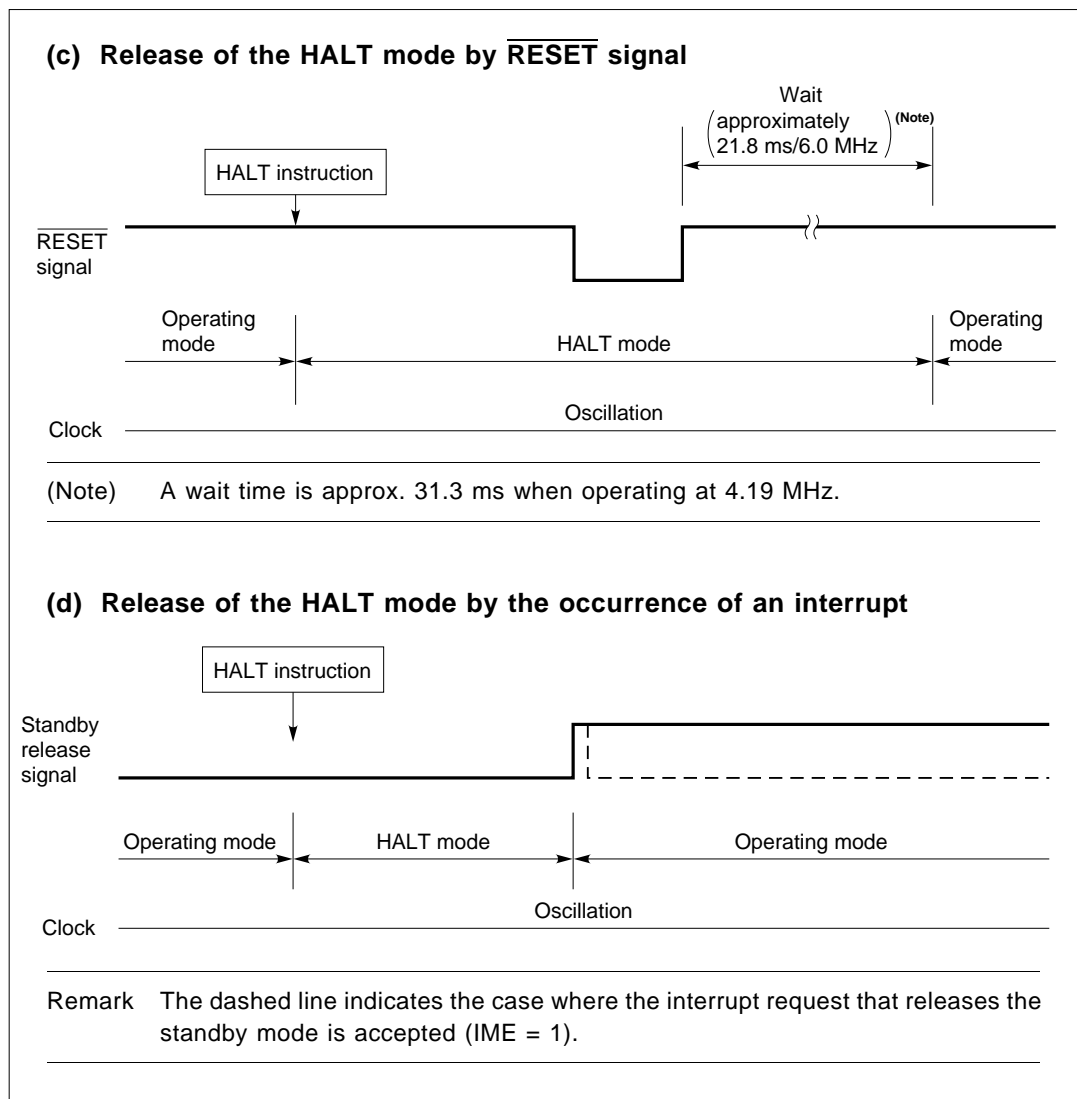 (c) Release of the HALT mode by RESET signal
Wait
approximately
21.8 ms/6.0 MHz
(Note)
HALT instruction
RESET
signal
Operating
mode
HALT mode
Operating
mode
Oscillation
Clock
(Note) A wait time is approx. 31.3 ms when operating at 4.19 MHz.
(d) Release of the HALT mode by the occurrence of an interrupt
HALT instruction
Standby
release
signal
Operating mode
HALT mode
Operating mode
Oscillation
Clock
Remark The dashed line indicates the case where the interrupt request that releases the
standby mode is accepted (IME = 1).